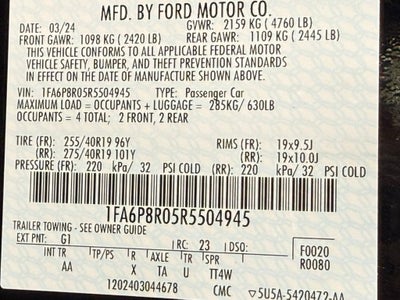 MFD. BY FORD MOTOR CO.
DATE: 03/24 GVWR: 2159 KG (4760 LB)
FRONT GAWR: 1098 KG (2420 LB) REAR GAWR: 1109 KG (2445 LB)
THIS VEHICLE CONFORMS TO ALL APPLICABLE FEDERAL MOTOR
VEHICLE SAFETY, BUMPER, AND THEFT PREVENTION STANDARDS
IN EFFECT ON THE DATE OF MANUFACTURE SHOWN ABOVE.
VIN: 1FA6P8R05R5504945 TYPE: Passenger Car
MAXIMUM LOAD = OCCUPANTS + LUGGAGE = 285KG/ 630LB
OCCUPANTS = 4 TOTAL; 2 FRONT, 2 REAR
TIRE (FR) 255/40R19 96Y RIMS (FR) 19x9.5J
(RR) 275/40R19 101Y (RR) 19x10.0J
PRESSURE (FR) 220 kPa/ 32 PSI COLD (RR) 220 kPa/ 32 PSI COLD
1FA6P8R05R5504945
TRAILER TOWING - SEE OWNER GUIDE
EXT PNT: G1 RC: 23 DSO: F0020
INT TR TP/PS R AXLE TR SPR R0080
AA X TA U TT4W
1202403044678 CMC 5U5A-5420472-AA